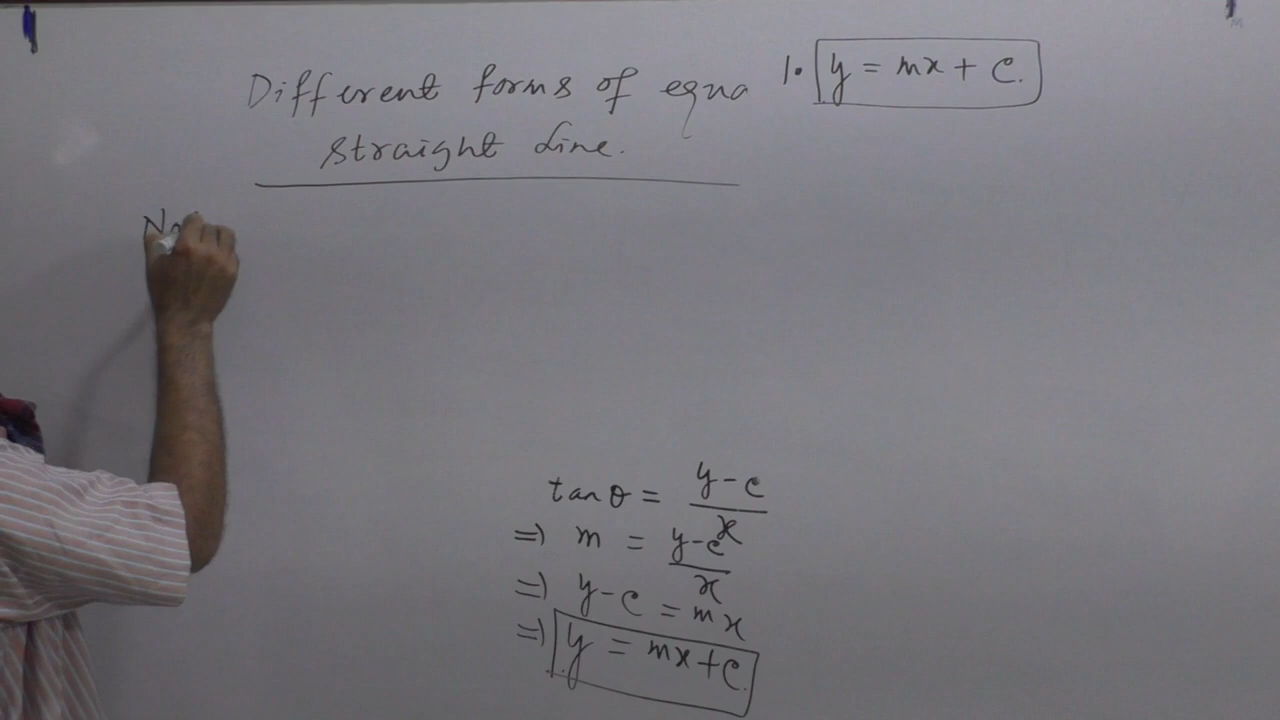 Different forms of equa
straight line.
1. y = mx + c.
tan θ = y-c / x
⇒ m = y-c / x
⇒ y-c = mx
⇒ y = mx+c.